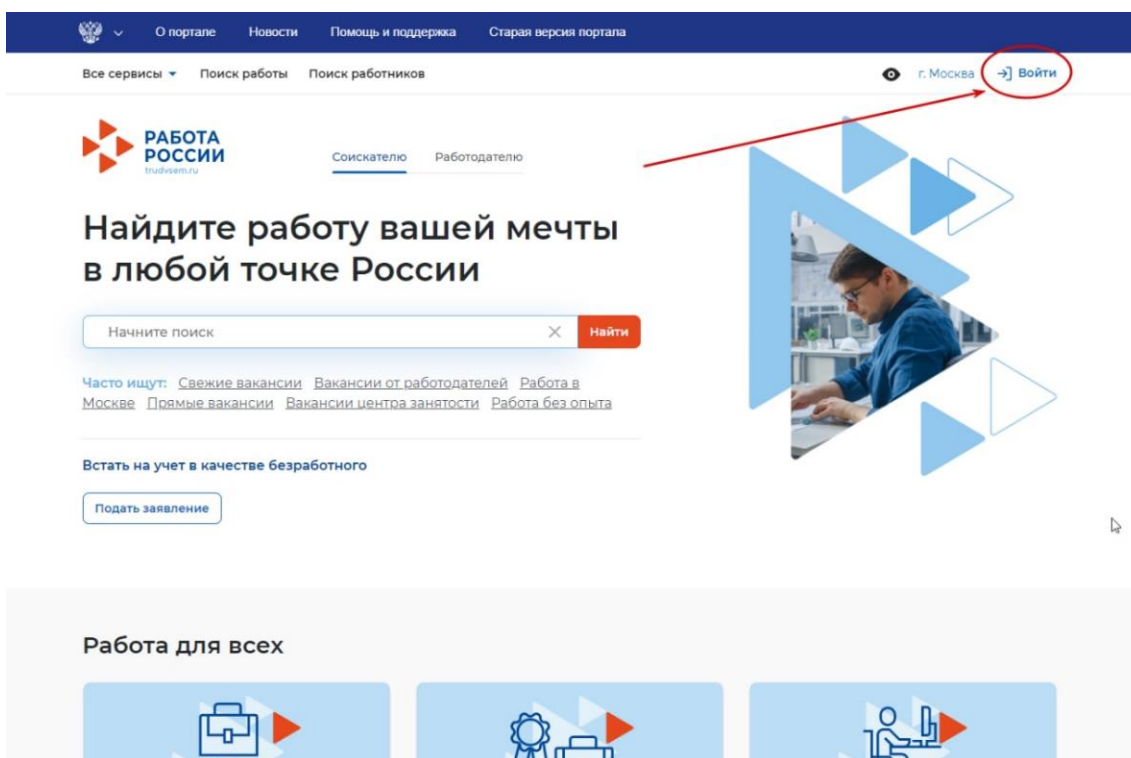 О портале Новости Помощь и поддержка Старая версия портала
Все сервисы Поиск работы Поиск работников г. Москва Войти
РАБОТА
РОССИИ
trudvsem.ru
Соискателю Работодателю
Найдите работу вашей мечты
в любой точке России
Начните поиск Найти
Часто ищут: Свежие вакансии Вакансии от работодателей Работа в
Москве Прямые вакансии Вакансии центра занятости Работа без опыта
Встать на учет в качестве безработного
Подать заявление
Работа для всех